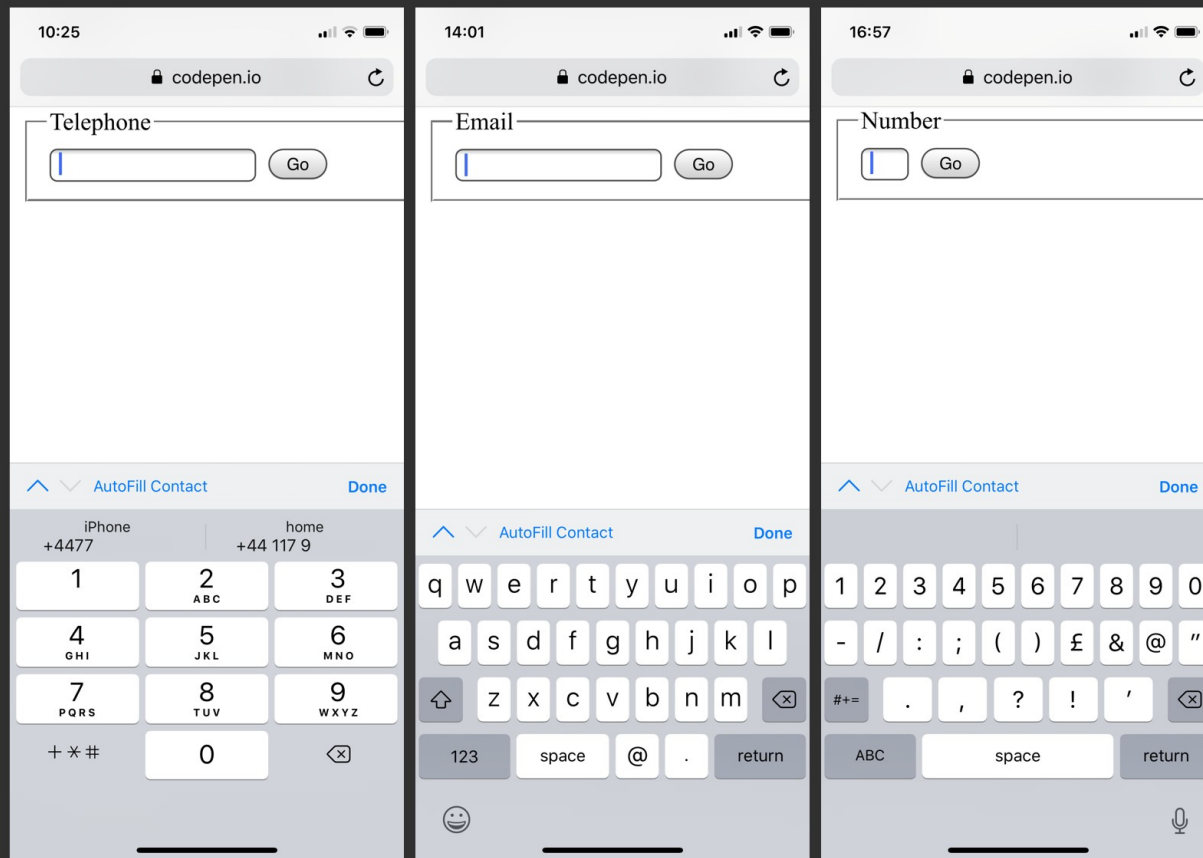 10:25
codepen.io
Telephone
Go
AutoFill Contact Done
iPhone home
+4477 +44 117 9
1 2 3
ABC DEF
4 5 6
GHI JKL MNO
7 8 9
PQRS TUV WXYZ
+*# 0
14:01
codepen.io
Email
Go
AutoFill Contact Done
q w e r t y u i o p
a s d f g h j k l
z x c v b n m
123 space @ . return
16:57
codepen.io
Number
Go
AutoFill Contact Done
1 2 3 4 5 6 7 8 9 0
- / : ; ( ) £ & @ "
#+= . , ? ! '
ABC space return